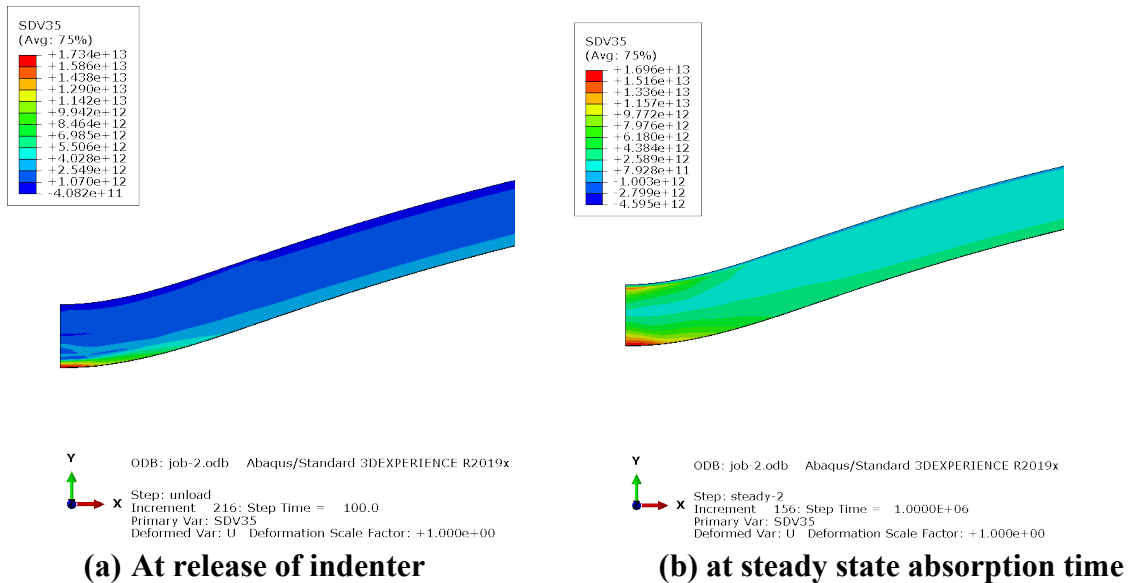 SDV35
(Avg: 75%)
+1.734e+13
+1.586e+13
+1.438e+13
+1.290e+13
+1.142e+13
+9.942e+12
+8.464e+12
+6.985e+12
+5.506e+12
+4.028e+12
+2.549e+12
+1.070e+12
-4.082e+11
Y
X
ODB: job-2.odb Abaqus/Standard 3DEXPERIENCE R2019x
Step: unload
Increment 216: Step Time = 100.0
Primary Var: SDV35
Deformed Var: U Deformation Scale Factor: +1.000e+00
(a) At release of indenter
SDV35
(Avg: 75%)
+1.696e+13
+1.516e+13
+1.336e+13
+1.157e+13
+9.772e+12
+7.976e+12
+6.180e+12
+4.384e+12
+2.589e+12
+7.928e+11
-1.003e+12
-2.799e+12
-4.595e+12
Y
X
ODB: job-2.odb Abaqus/Standard 3DEXPERIENCE R2019x
Step: steady-2
Increment 156: Step Time = 1.0000E+06
Primary Var: SDV35
Deformed Var: U Deformation Scale Factor: +1.000e+00
(b) at steady state absorption time